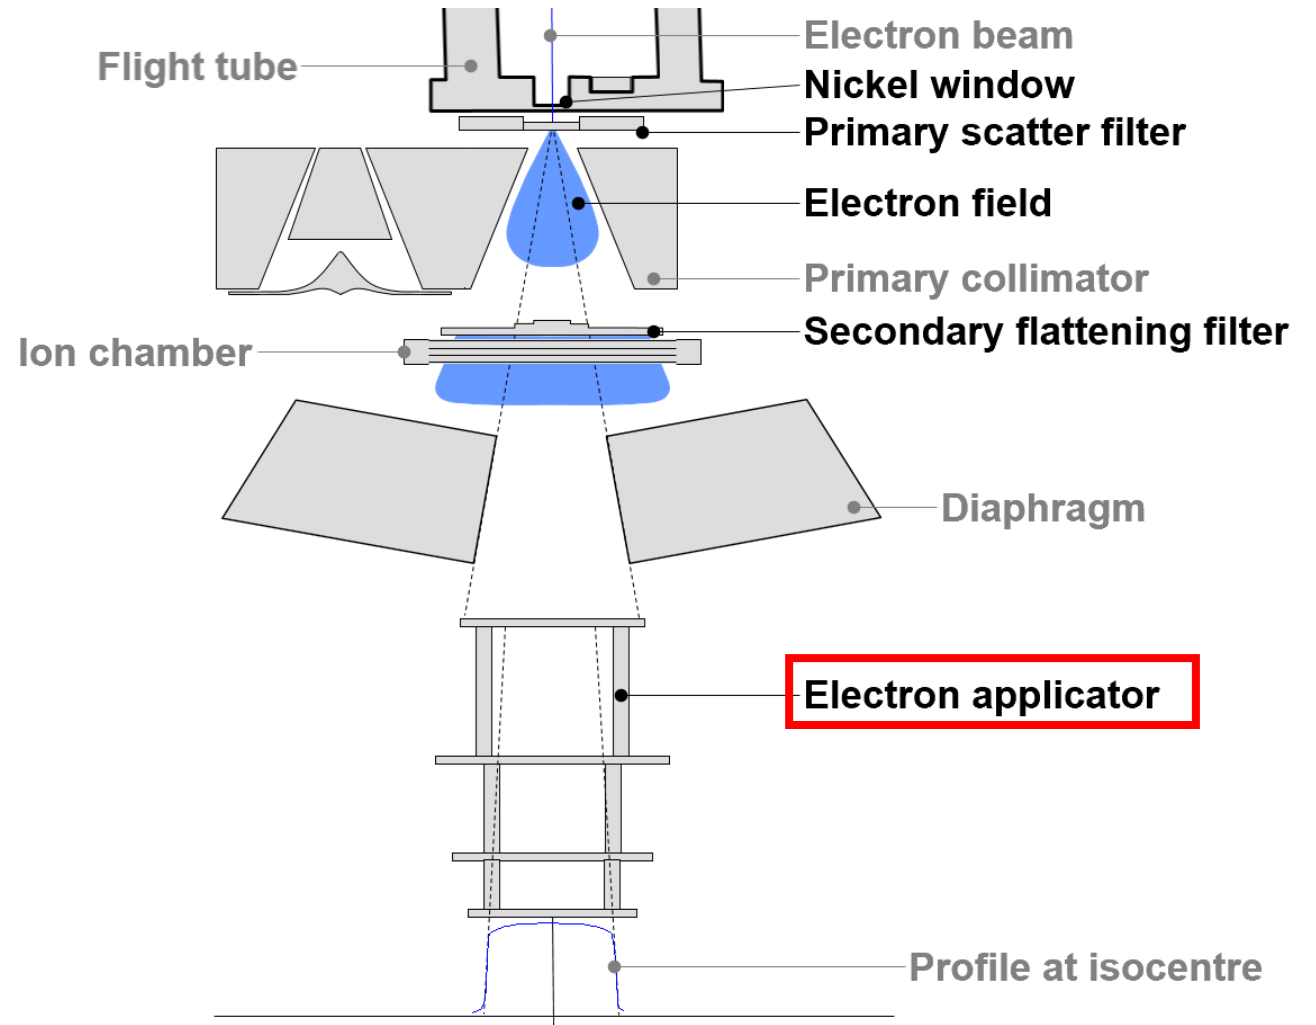 Electron beam
Flight tube
Nickel window
Primary scatter filter
Electron field
Primary collimator
Secondary flattening filter
Ion chamber
Diaphragm
Electron applicator
Profile at isocentre